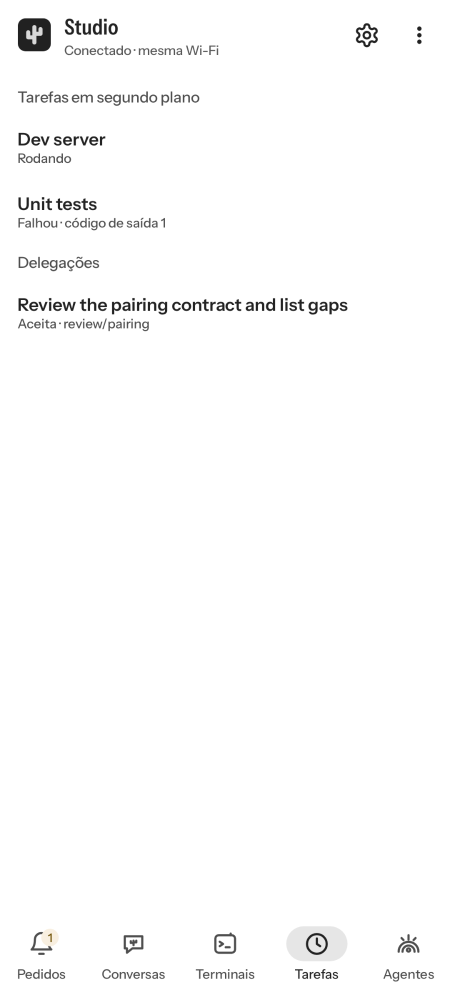 Studio
Conectado · mesma Wi-Fi
Tarefas em segundo plano
Dev server
Rodando
Unit tests
Falhou · código de saída 1
Delegações
Review the pairing contract and list gaps
Aceita · review/pairing
1
Pedidos
Conversas
Terminais
Tarefas
Agentes